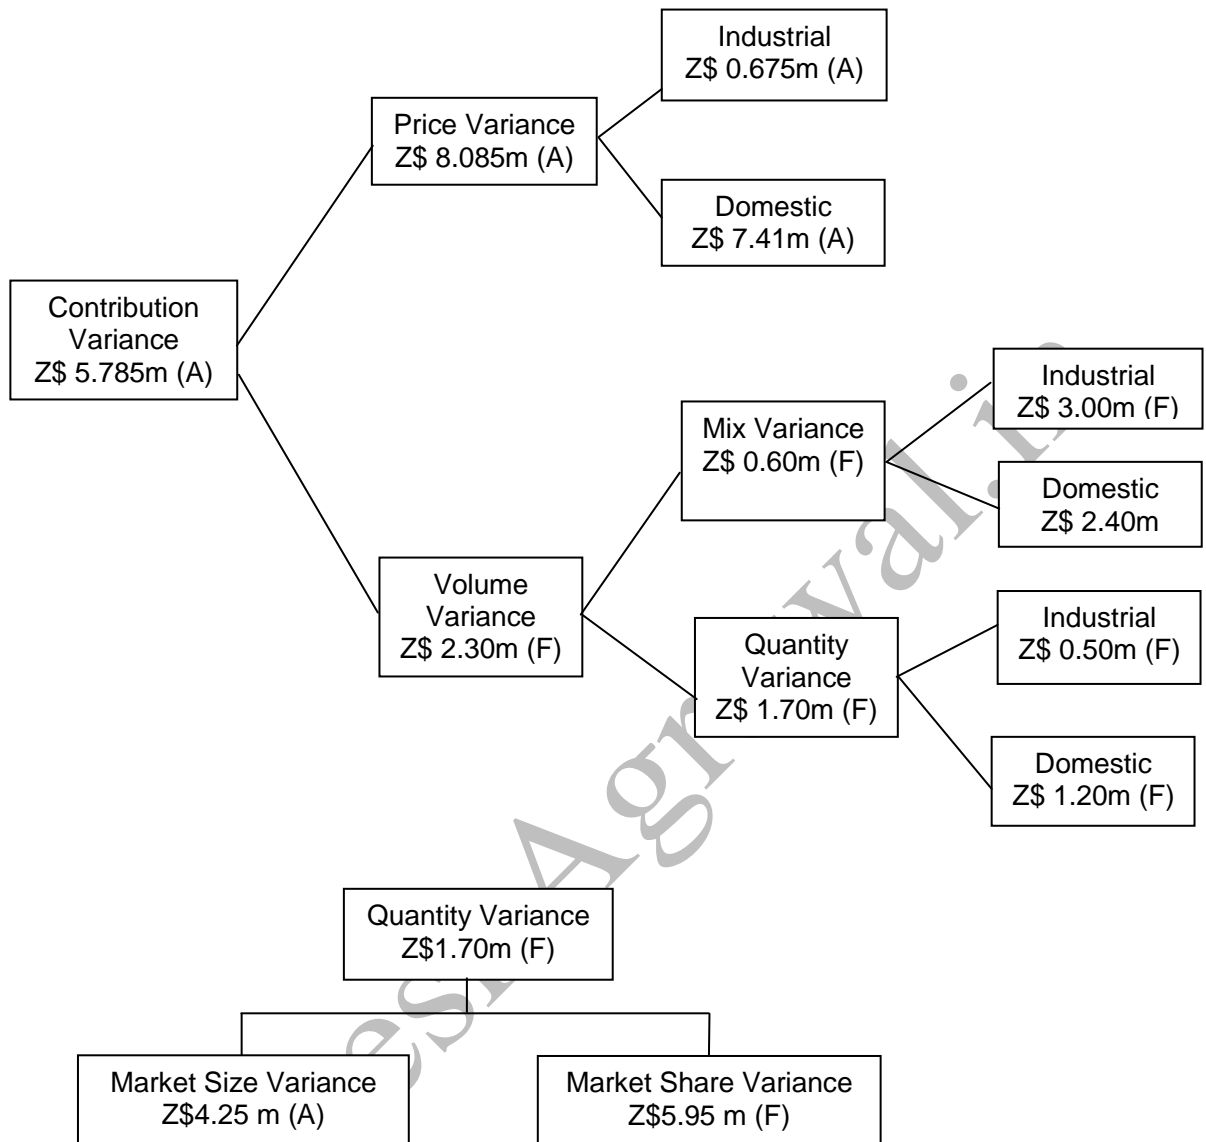 Industrial
Z$ 0.675m (A)
Price Variance
Z$ 8.085m (A)
Domestic
Z$ 7.41m (A)
Contribution
Variance
Z$ 5.785m (A)
Industrial
Z$ 3.00m (F)
Mix Variance
Z$ 0.60m (F)
Domestic
Z$ 2.40m
Volume
Variance
Z$ 2.30m (F)
Industrial
Z$ 0.50m (F)
Quantity
Variance
Z$ 1.70m (F)
Domestic
Z$ 1.20m (F)
Quantity Variance
Z$1.70m (F)
Market Size Variance
Z$4.25 m (A)
Market Share Variance
Z$5.95 m (F)